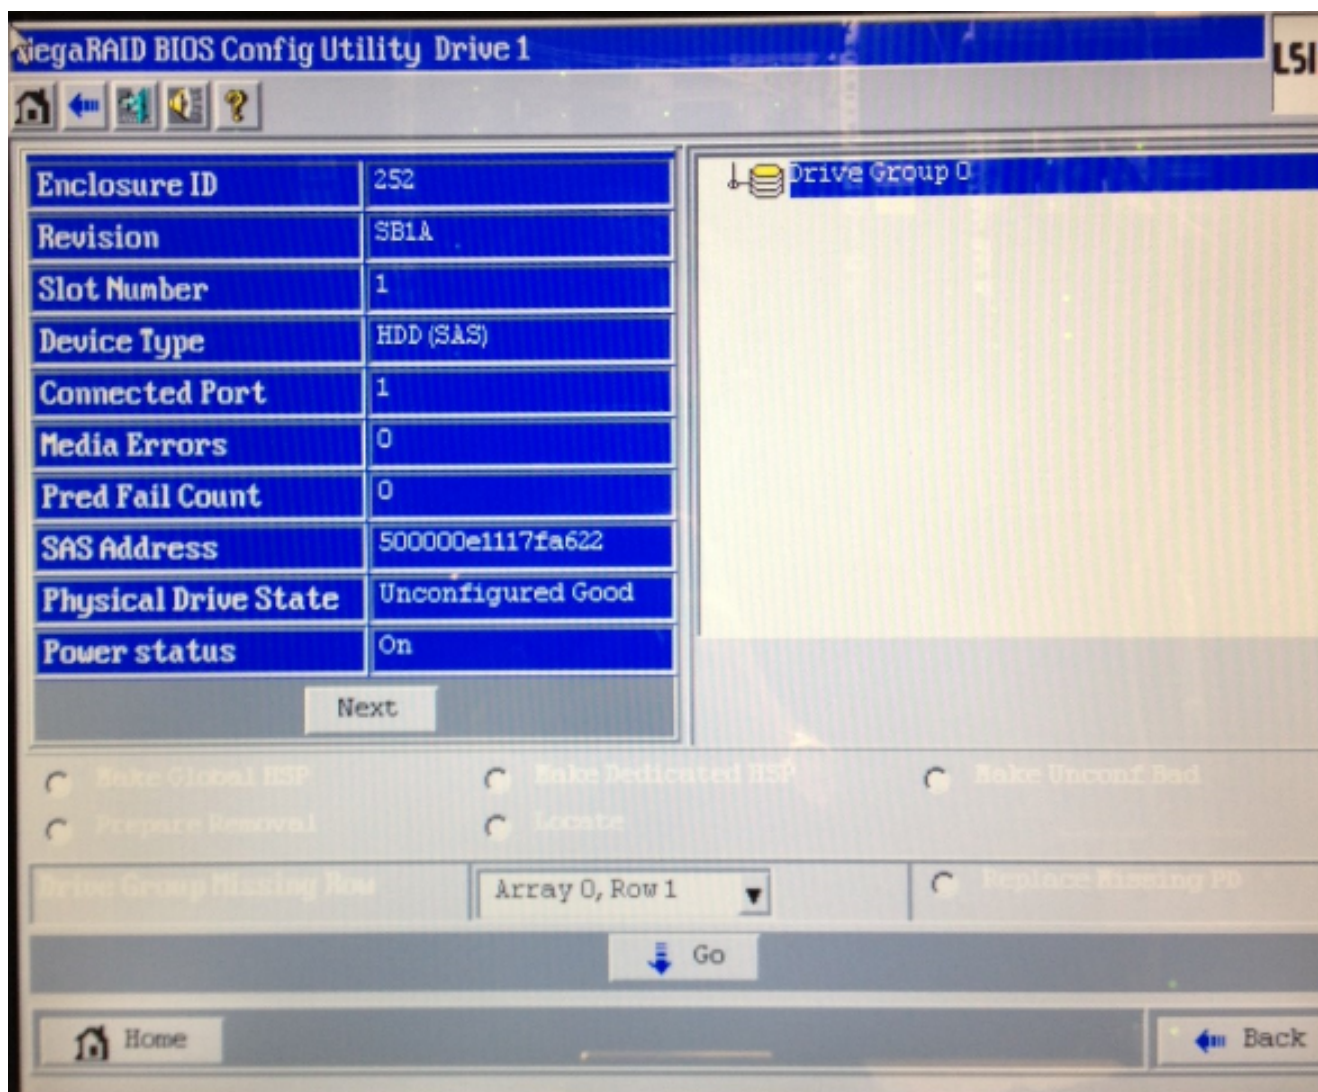 MegaRAID BIOS Config Utility Drive 1
LSI
Enclosure ID 252
Revision SB1A
Slot Number 1
Device Type HDD (SAS)
Connected Port 1
Media Errors 0
Pred Fail Count 0
SAS Address 500000e1117fa622
Physical Drive State Unconfigured Good
Power status On
Next
Drive Group 0
Make Global HSP
Make Dedicated HSP
Make Unconf Bad
Prepare Removal
Locate
Drive Group Missing Row
Array 0, Row 1
Replace Missing PD
Go
Home
Back